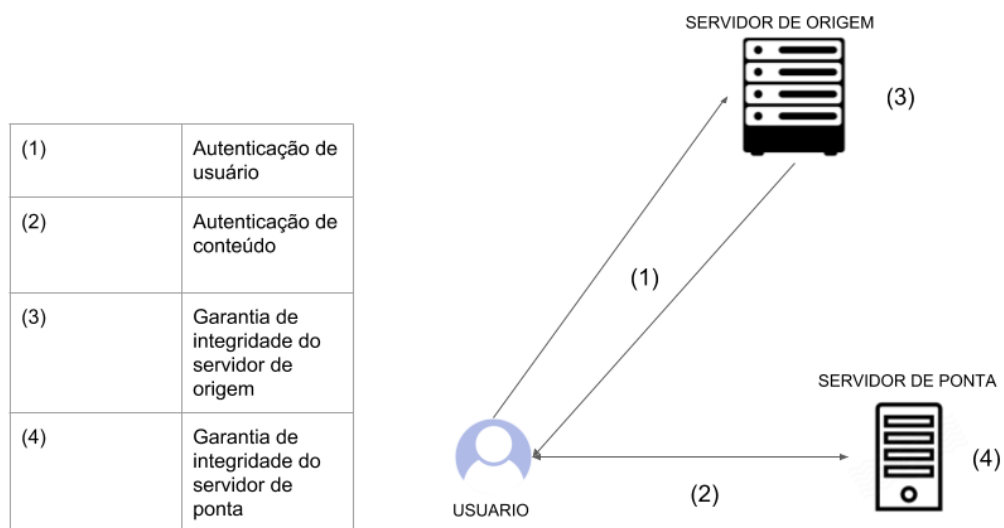 SERVIDOR DE ORIGEM
(3)
(1)
Autenticação de
usuário
(2)
Autenticação de
conteúdo
(3)
Garantia de
integridade do
servidor de
origem
(4)
Garantia de
integridade do
servidor de
ponta
(1)
SERVIDOR DE PONTA
(4)
(2)
USUARIO